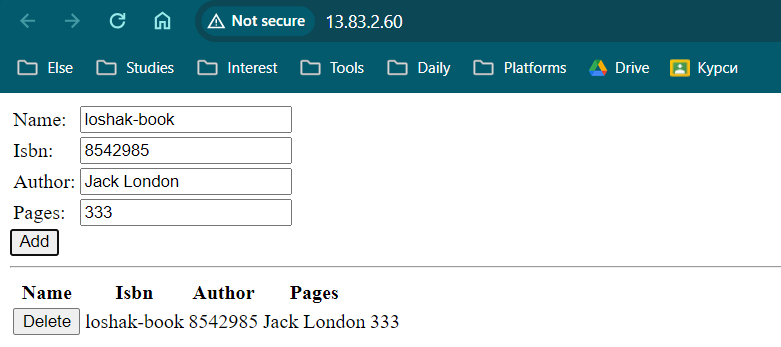 Not secure 13.83.2.60
Else Studies Interest Tools Daily Platforms Drive Курси
Name: loshak-book
Isbn: 8542985
Author: Jack London
Pages: 333
Add
Name Isbn Author Pages
Delete loshak-book 8542985 Jack London 333